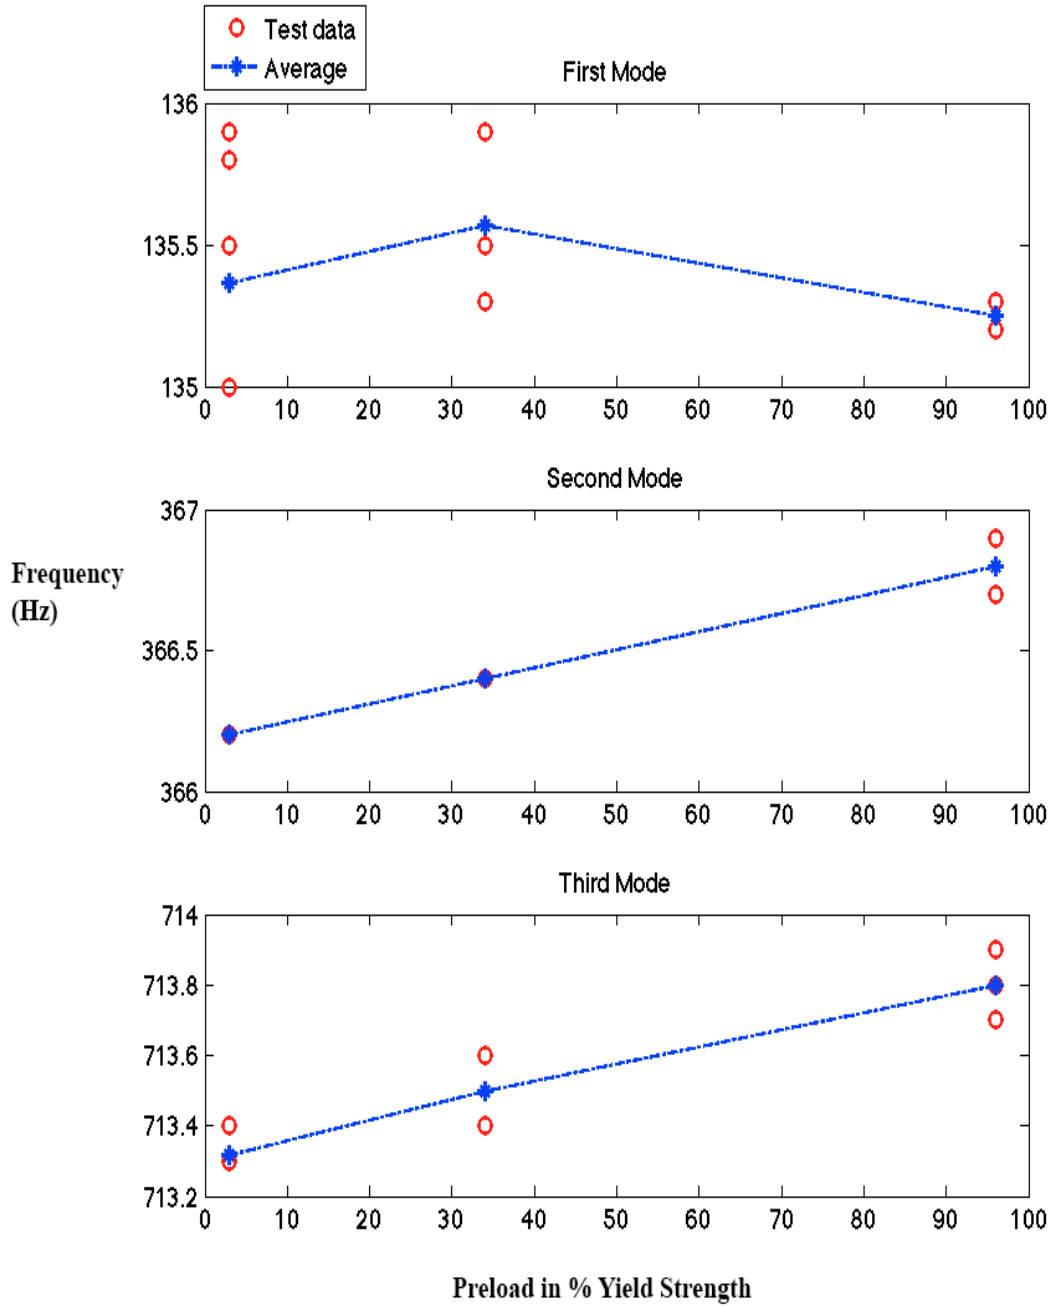 Test data
Average
First Mode
136
135.5
135
0 10 20 30 40 50 60 70 80 90 100
Second Mode
367
Frequency
(Hz)
366.5
366
0 10 20 30 40 50 60 70 80 90 100
Third Mode
714
713.8
713.6
713.4
713.2
0 10 20 30 40 50 60 70 80 90 100
Preload in % Yield Strength